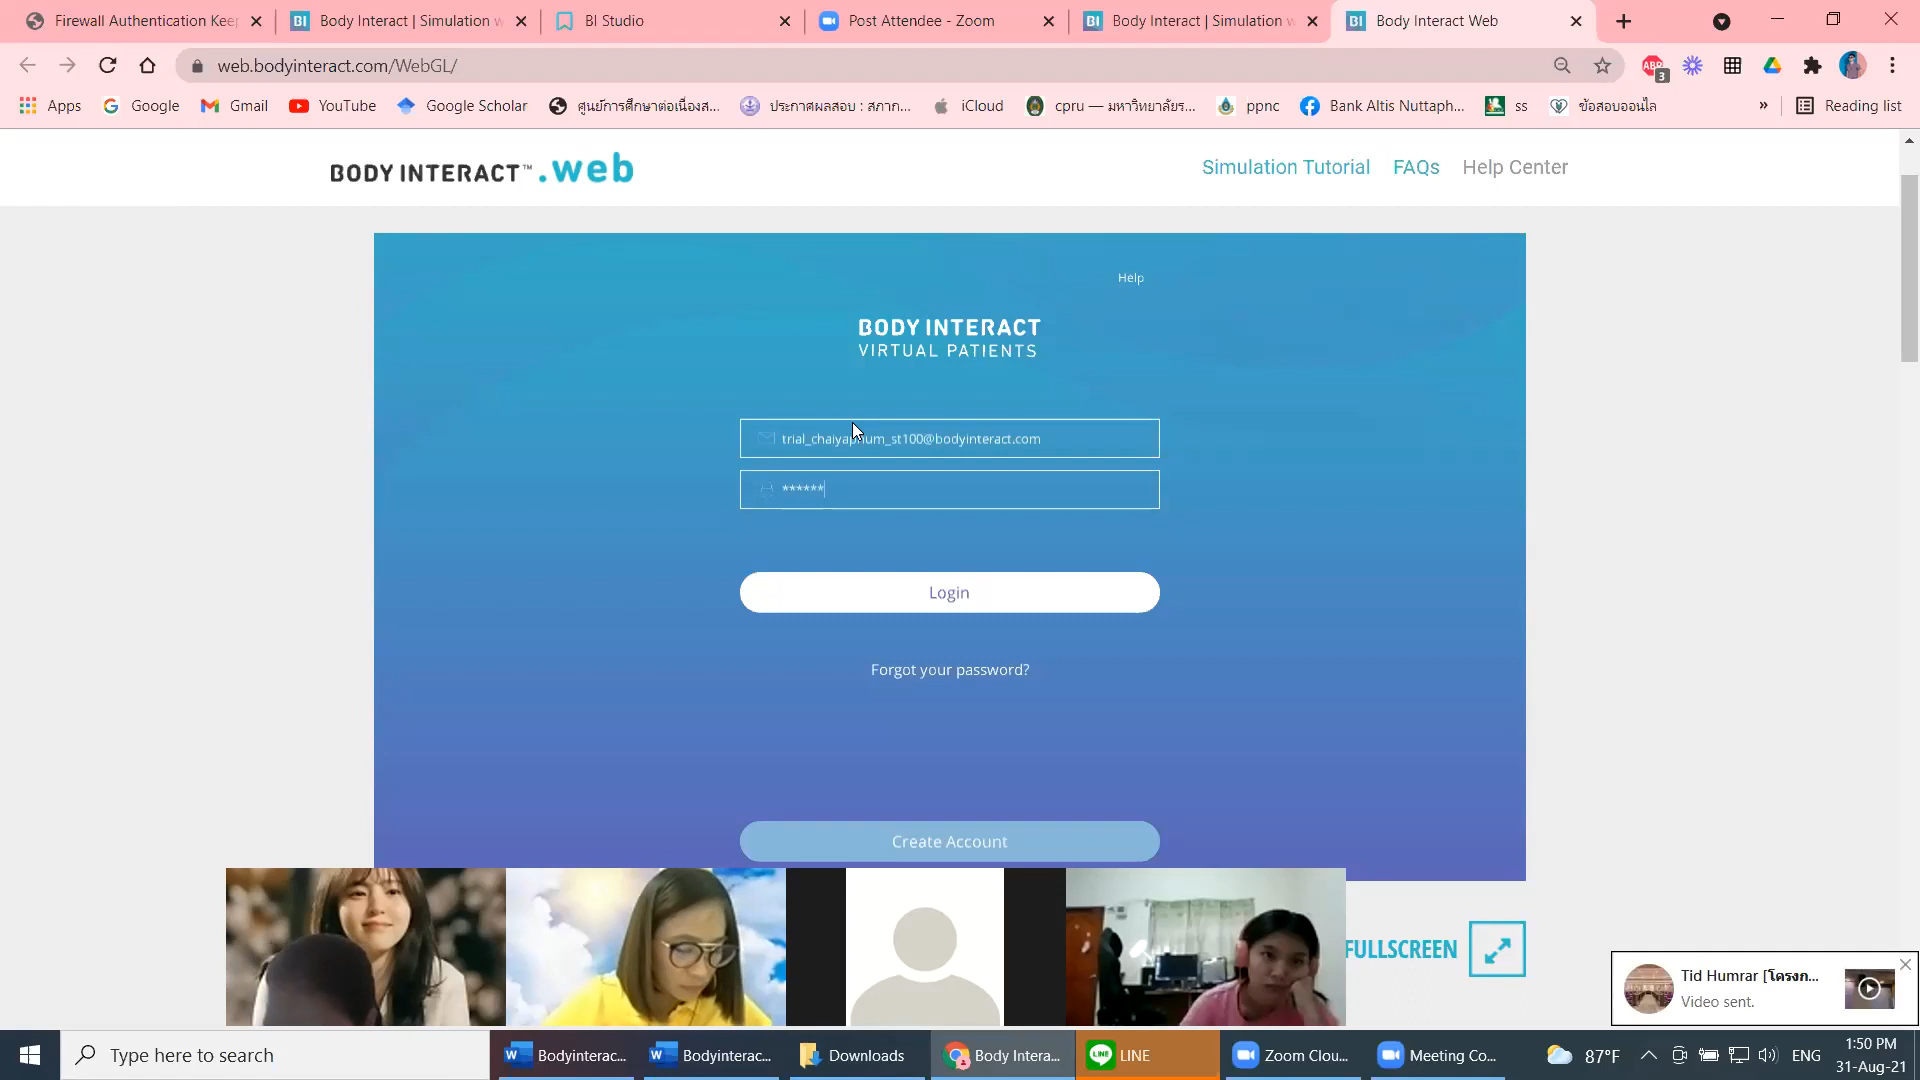 Firewall Authentication Kee
Body Interact | Simulation w
BI Studio
Post Attendee - Zoom
Body Interact | Simulation w
Body Interact Web
web.bodyinteract.com/WebGL/
ABP
3
Apps
Google
Gmail
YouTube
Google Scholar
ศูนย์การศึกษาต่อเนื่องส...
ประกาศผลสอบ : สภาก...
iCloud
cpru — มหาวิทยาลัยร...
ppnc
Bank Altis Nuttaph...
ss
ข้อสอบออนไล
»
Reading list
BODY INTERACT™ .web
Simulation Tutorial
FAQs
Help Center
Help
BODY INTERACT
VIRTUAL PATIENTS
trial_chaiyaphum_st100@bodyinteract.com
******
Login
Forgot your password?
Create Account
FULLSCREEN
Tid Humrar [โครงก...
Video sent.
Type here to search
Bodyinterac...
Bodyinterac...
Downloads
Body Intera...
LINE
Zoom Clou...
Meeting Co...
87°F
ENG
1:50 PM
31-Aug-21